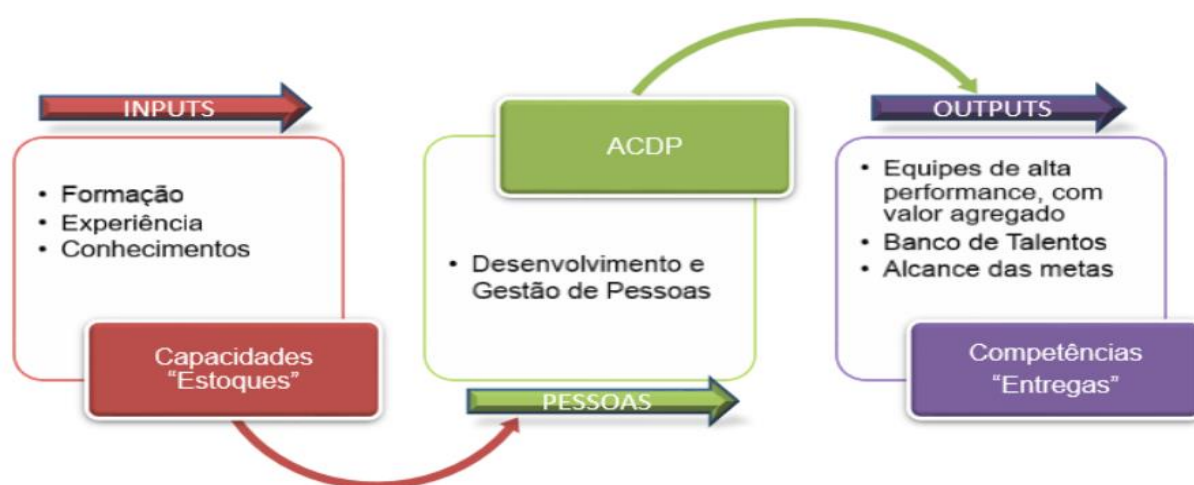 INPUTS
• Formação
• Experiência
• Conhecimentos
Capacidades
“Estoques”
ACDP
• Desenvolvimento e
Gestão de Pessoas
PESSOAS
OUTPUTS
• Equipes de alta
performance, com
valor agregado
• Banco de Talentos
• Alcance das metas
Competências
“Entregas”